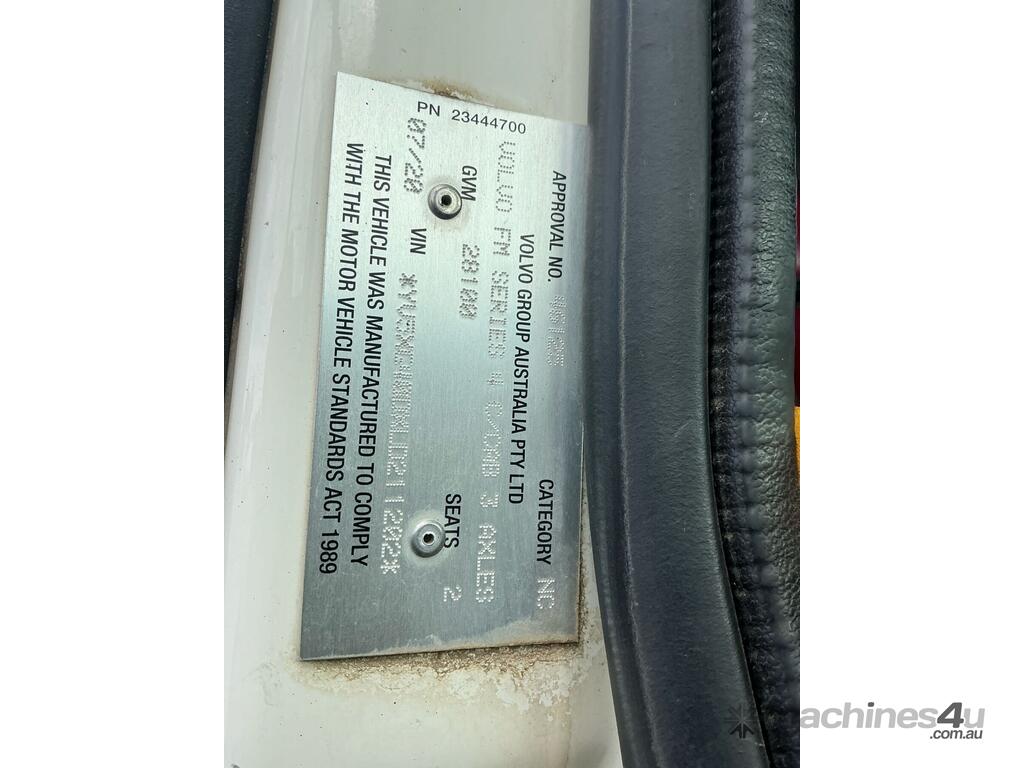 PN 23444700
APPROVAL NO. 46125 CATEGORY NC
VOLVO GROUP AUSTRALIA PTY LTD
VOLVO FM SERIES 4 C/OMB 3 AXLES
GVM 28100 SEATS 2
07/20 VIN
THIS VEHICLE WAS MANUFACTURED TO COMPLY
WITH THE MOTOR VEHICLE STANDARDS ACT 1989
machines4u
.com.au